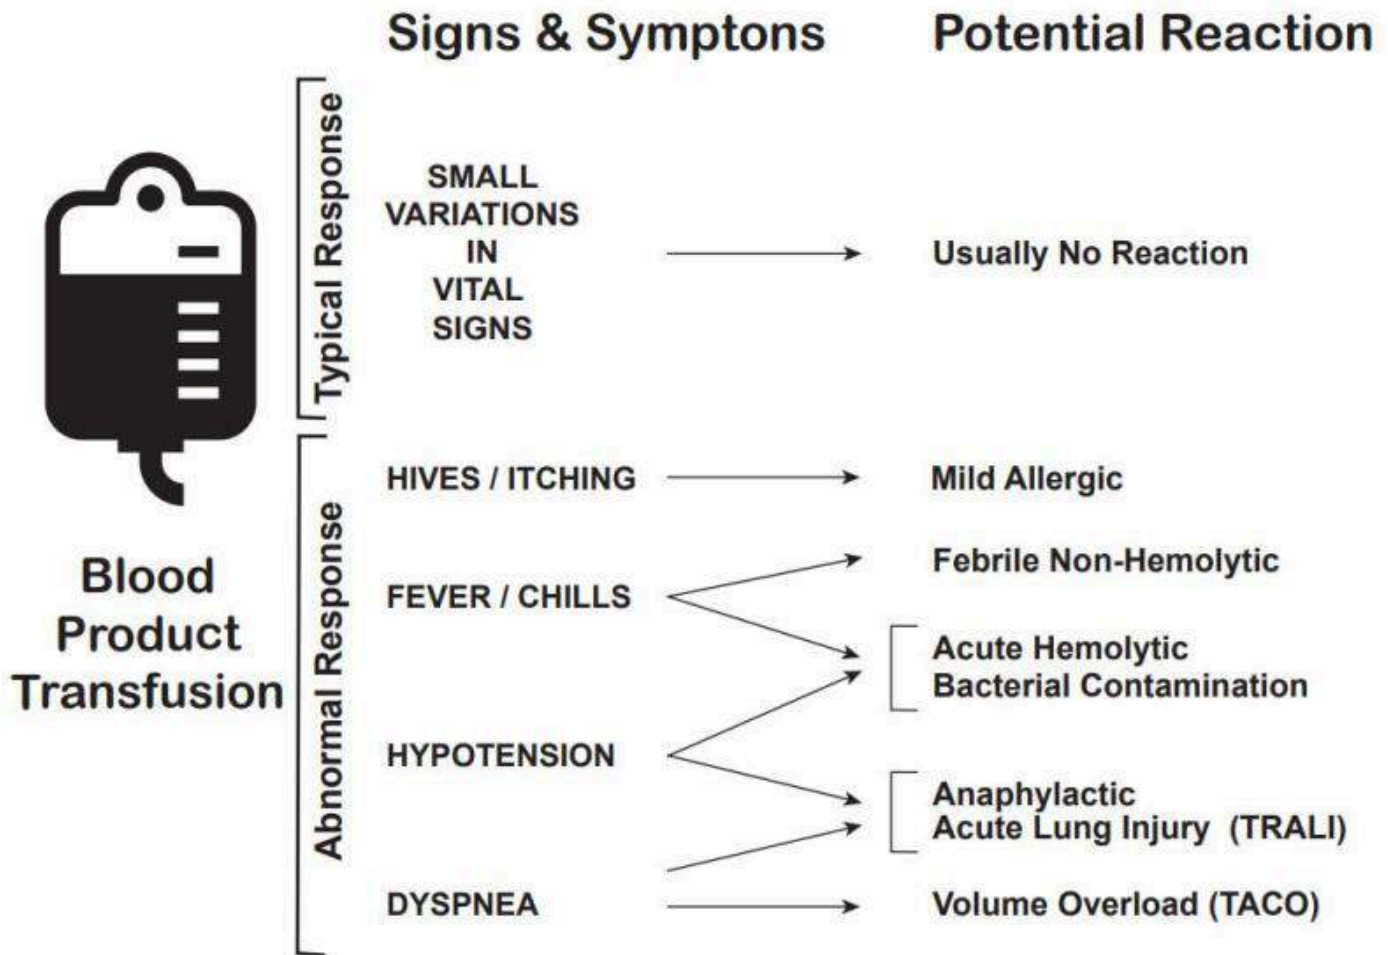 Signs & Symptons
Potential Reaction
Typical Response
SMALL
VARIATIONS
IN
VITAL
SIGNS
Usually No Reaction
Blood
Product
Transfusion
Abnormal Response
HIVES / ITCHING
Mild Allergic
FEVER / CHILLS
Febrile Non-Hemolytic
Acute Hemolytic
Bacterial Contamination
HYPOTENSION
Anaphylactic
Acute Lung Injury (TRALI)
DYSPNEA
Volume Overload (TACO)